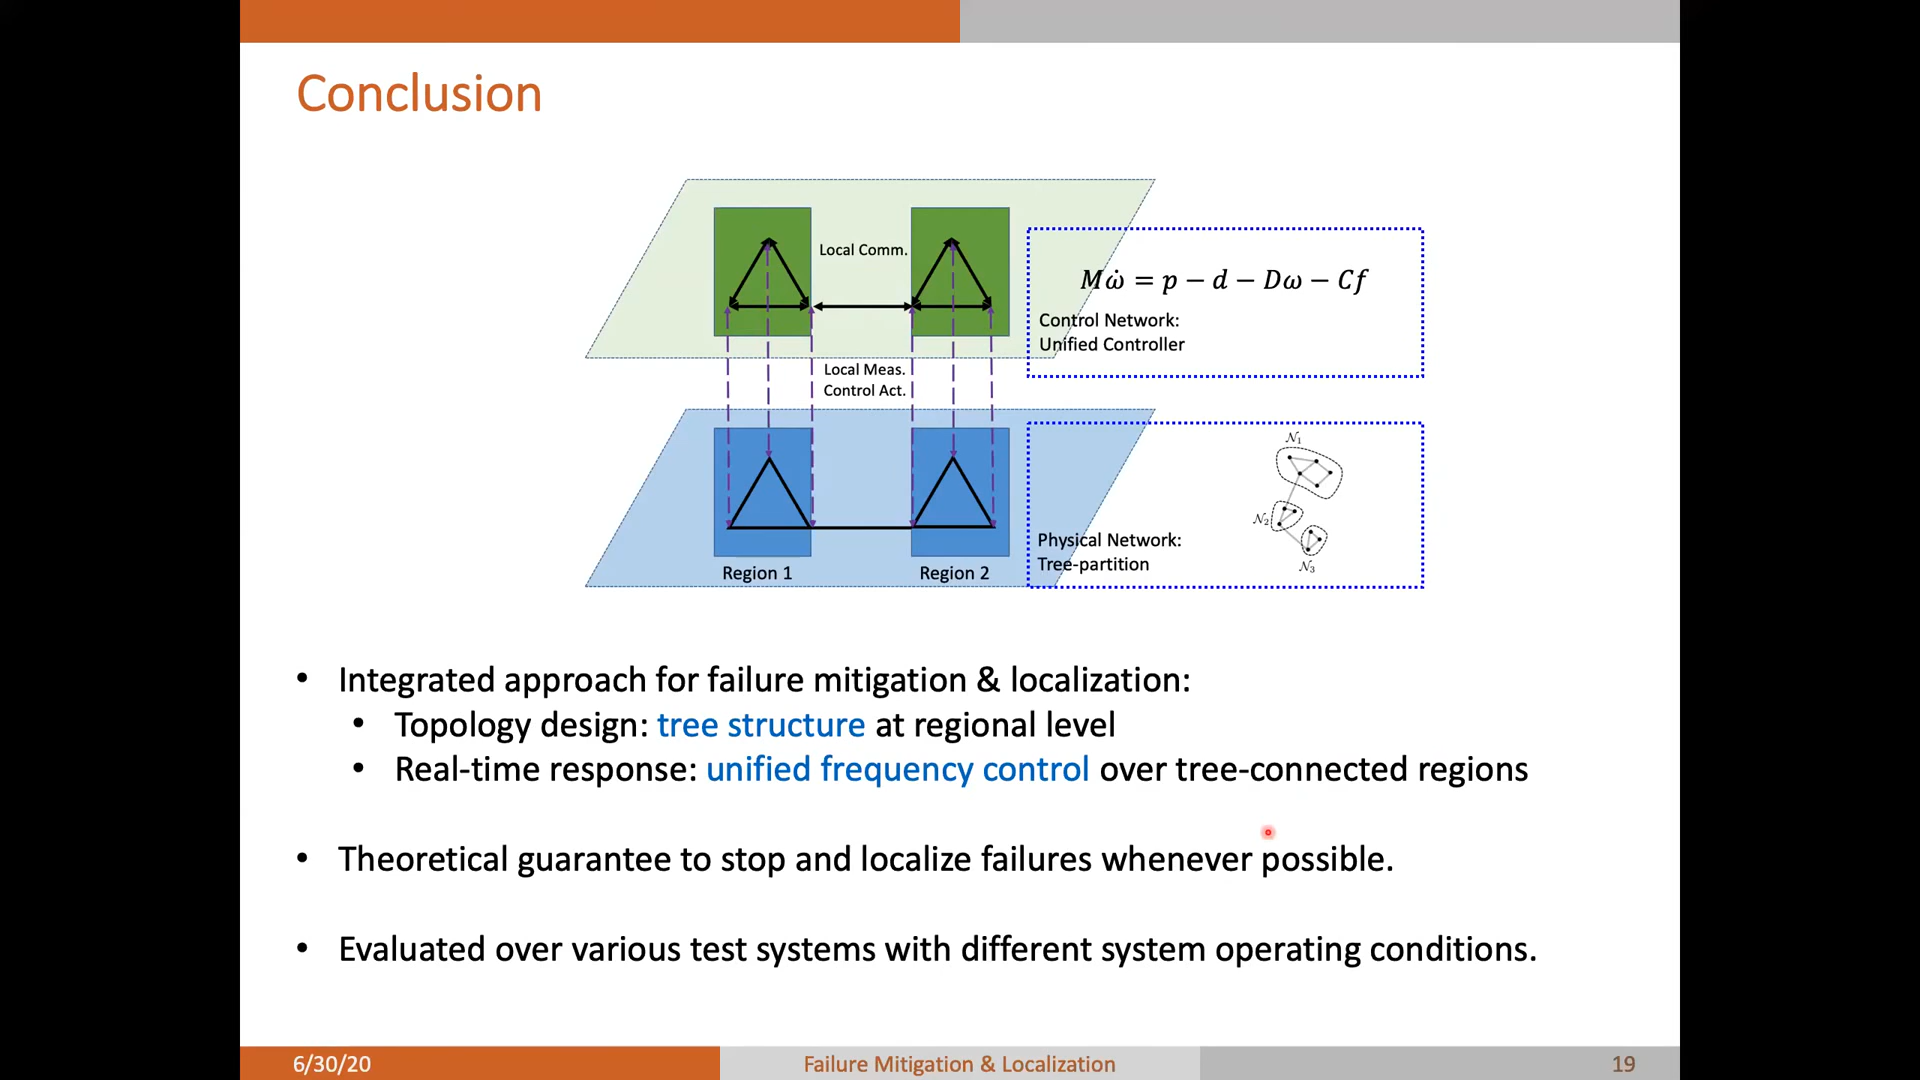 Conclusion
Local Comm.
Mω̇ = p − d − Dω − Cf
Control Network:
Unified Controller
Local Meas.
Control Act.
𝒩₁
𝒩₂
𝒩₃
Physical Network:
Tree-partition
Region 1
Region 2
• Integrated approach for failure mitigation & localization:
• Topology design: tree structure at regional level
• Real-time response: unified frequency control over tree-connected regions
• Theoretical guarantee to stop and localize failures whenever possible.
• Evaluated over various test systems with different system operating conditions.
6/30/20
Failure Mitigation & Localization
19